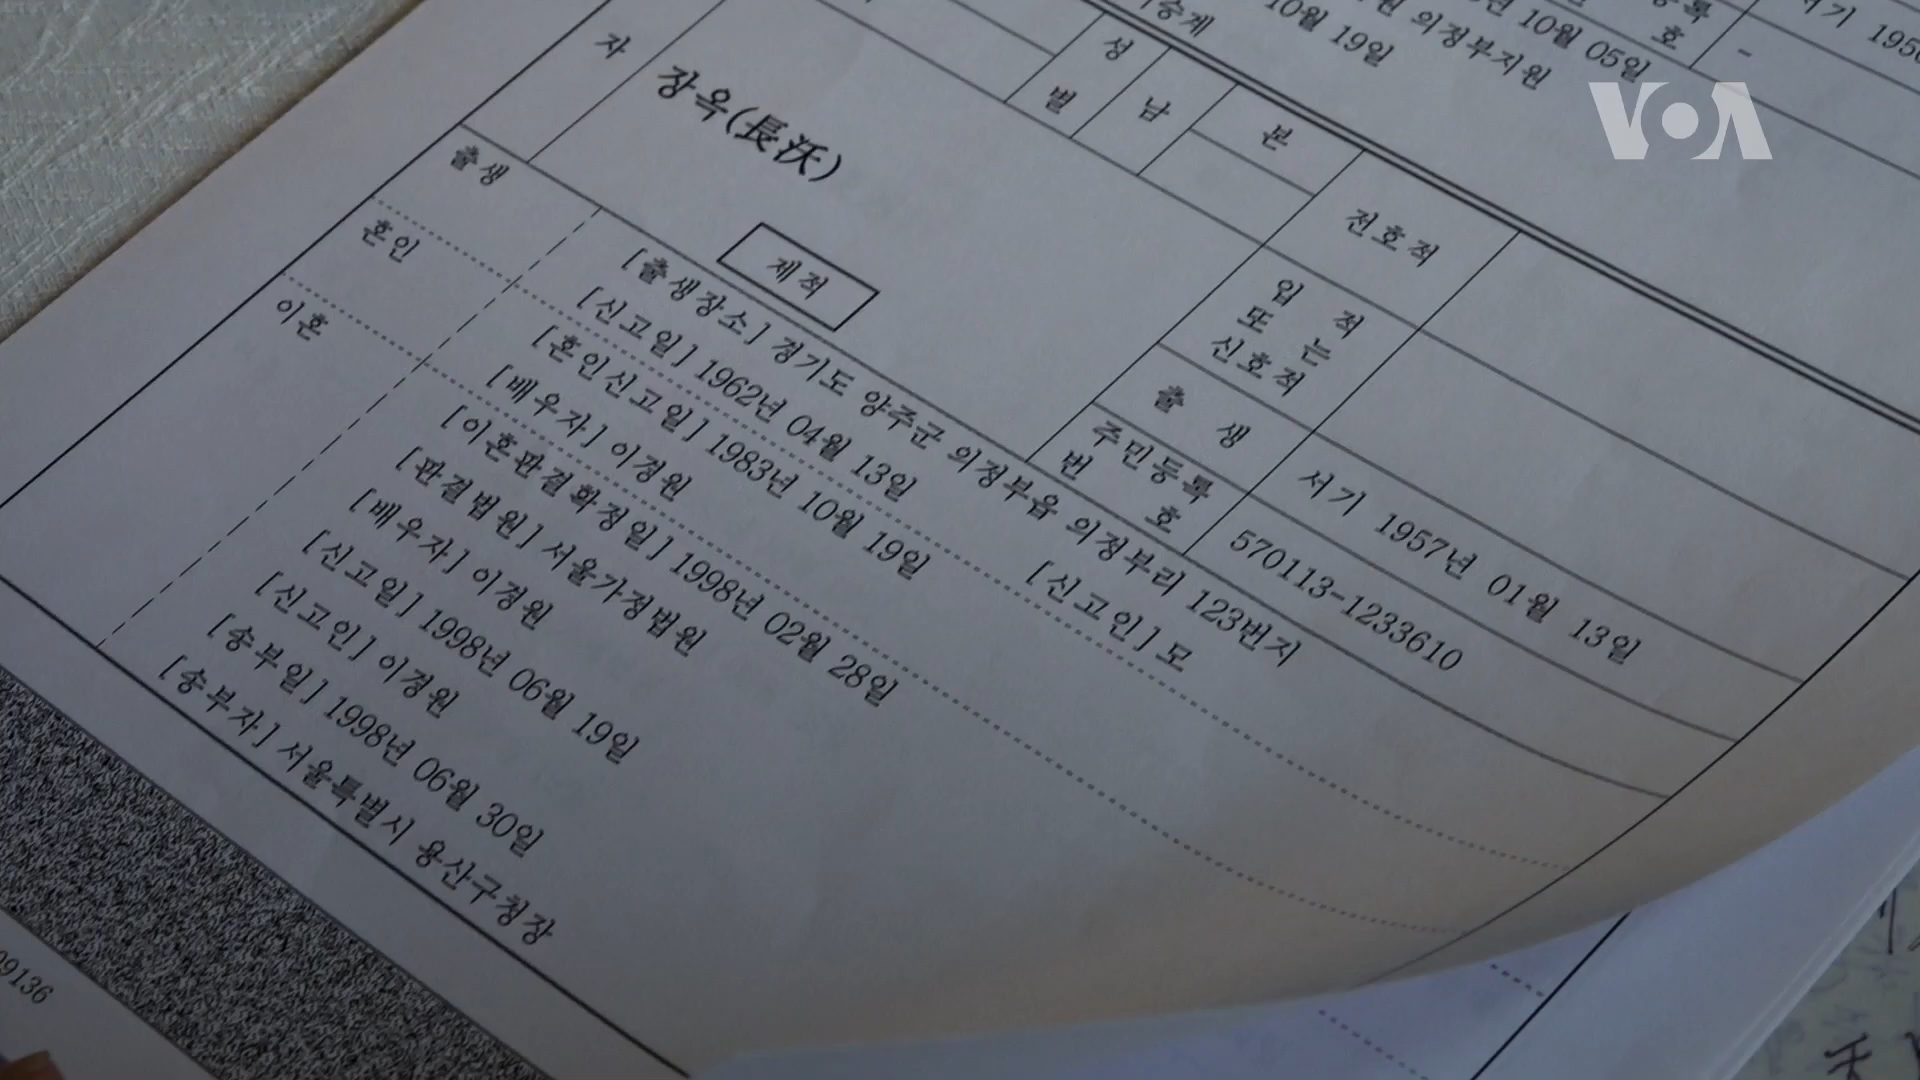 VOA
10월 05일
10월 19일
의정부지원
록
호
-
서기 195
자
장옥(長沃)
성
별
남
본
전호적
제적
입적
또는
신호적
출생
서기 1957년 01월 13일
주민등록
번호
570113-1233610
출생
[출생장소] 경기도 양주군 의정부읍 의정부리 123번지
[신고일] 1962년 04월 13일 [신고인] 모
혼인
[혼인신고일] 1983년 10월 19일
[배우자] 이경원
이혼
[이혼판결확정일] 1998년 02월 28일
[판결법원] 서울가정법원
[배우자] 이경원
[신고일] 1998년 06월 19일
[신고인] 이경원
[송부일] 1998년 06월 30일
[송부자] 서울특별시 용산구청장
09136